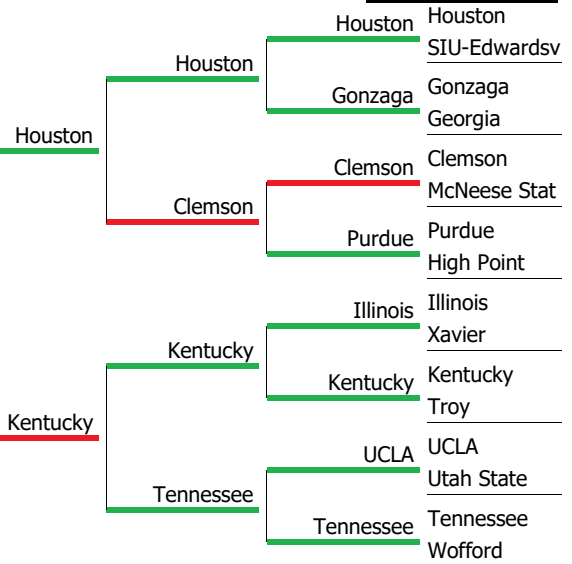 Houston
SIU-Edwardsv
Houston
Gonzaga
Georgia
Gonzaga
Houston
Clemson
McNeese Stat
Clemson
Purdue
High Point
Purdue
Clemson
Houston
Illinois
Xavier
Illinois
Kentucky
Troy
Kentucky
Kentucky
UCLA
Utah State
UCLA
Tennessee
Wofford
Tennessee
Tennessee
Kentucky